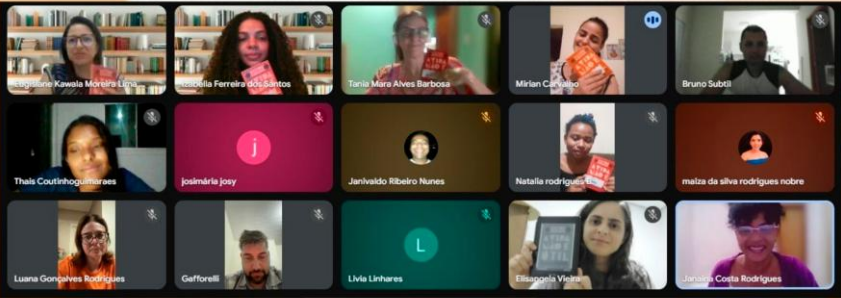 Edgislane Kawala Moreira Lima
Izabella Ferreira dos Santos
Tania Mara Alves Barbosa
Mirian Carvalho
Bruno Subtil
Thais Coutinhoguimaraes
j
josimária josy
Janivaldo Ribeiro Nunes
Natalia rodrigues
maiza da silva rodrigues nobre
Luana Gonçalves Rodrigues
Gafforelli
L
Livia Linhares
Elisangela Vieira
Janaina Costa Rodrigues